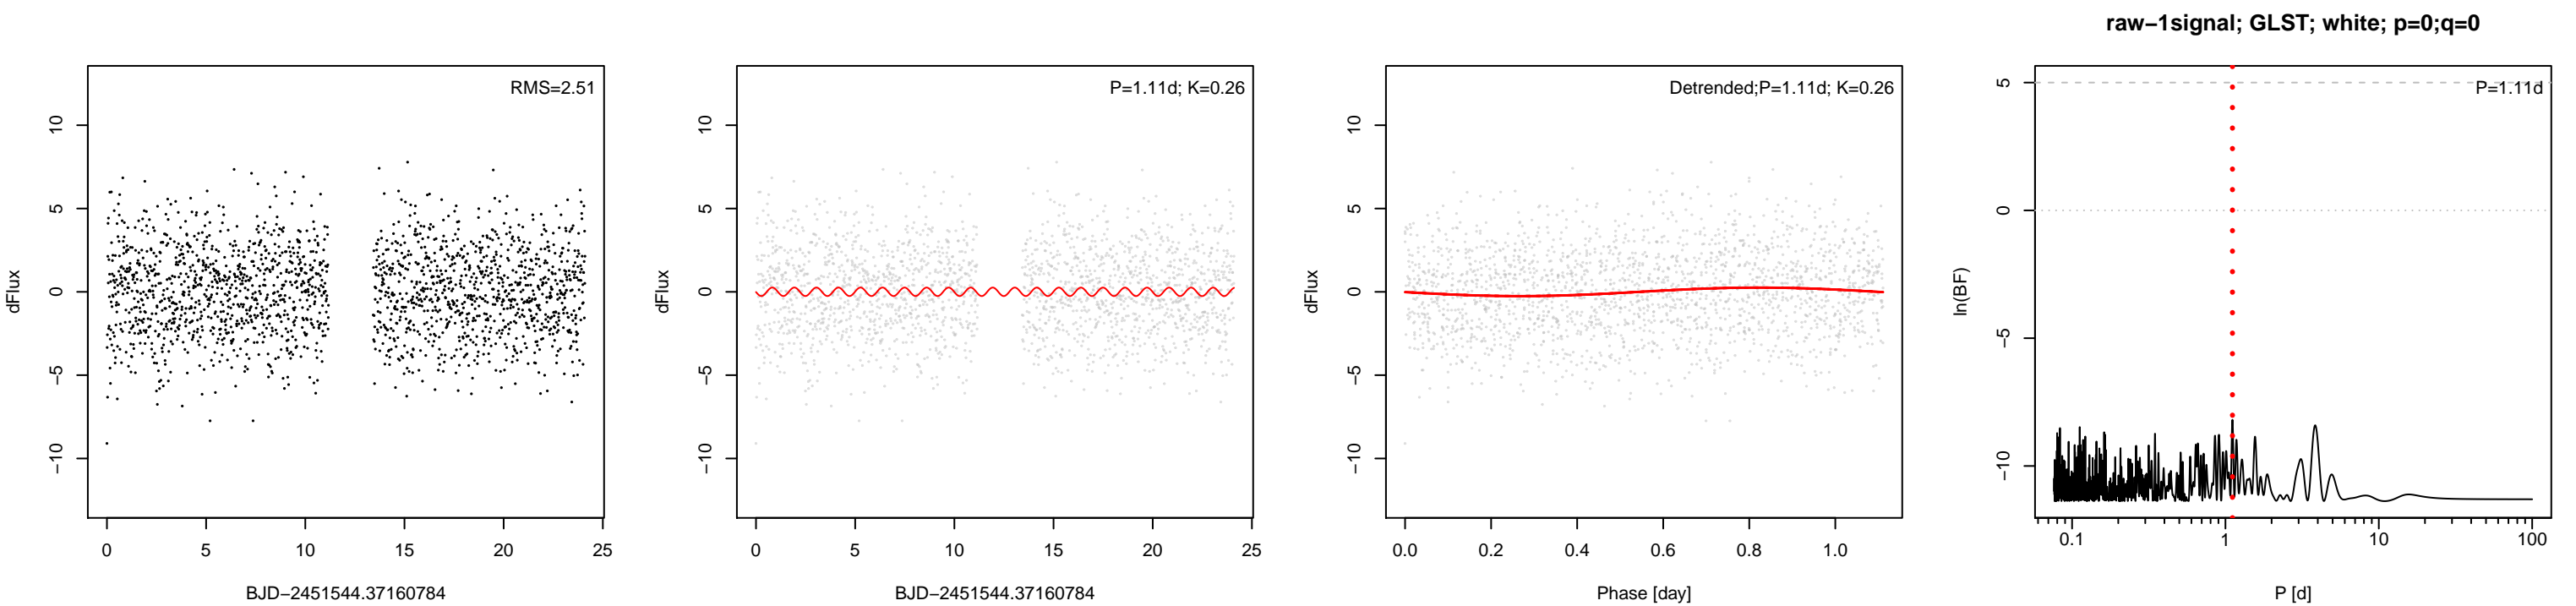 raw−1signal; GLST; white; p=0;q=0
RMS=2.51
dFlux
10
5
0
−5
−10
0 5 10 15 20 25
BJD−2451544.37160784
P=1.11d; K=0.26
dFlux
10
5
0
−5
−10
0 5 10 15 20 25
BJD−2451544.37160784
Detrended;P=1.11d; K=0.26
dFlux
10
5
0
−5
−10
0.0 0.2 0.4 0.6 0.8 1.0
Phase [day]
P=1.11d
ln(BF)
5
0
−5
−10
0.1 1 10 100
P [d]